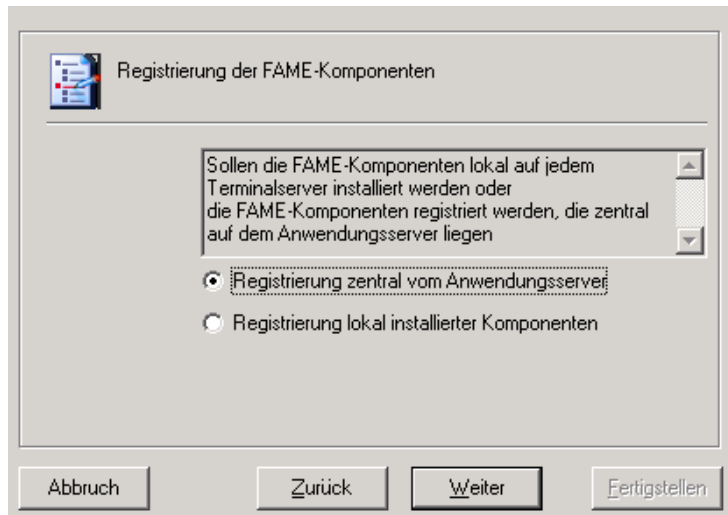 Registrierung der FAME-Komponenten
Sollen die FAME-Komponenten lokal auf jedem
Terminalserver installiert werden oder
die FAME-Komponenten registriert werden, die zentral
auf dem Anwendungsserver liegen
Registrierung zentral vom Anwendungsserver
Registrierung lokal installierter Komponenten
Abbruch
Zurück
Weiter
Fertigstellen